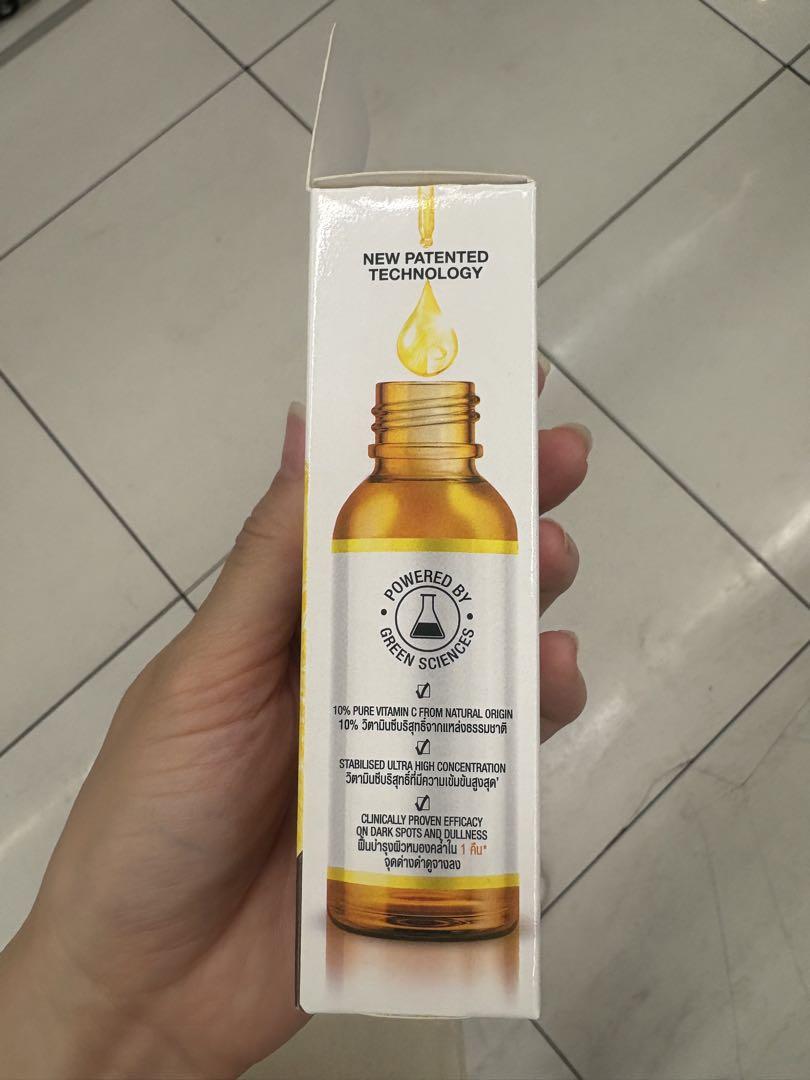 NEW PATENTED
TECHNOLOGY
POWERED BY
GREEN SCIENCES
10% PURE VITAMIN C FROM NATURAL ORIGIN
10% วิตามินซีบริสุทธิ์จากแหล่งธรรมชาติ
STABILISED ULTRA HIGH CONCENTRATION
วิตามินซีบริสุทธิ์ที่มีความเข้มข้นสูงสุด¹
CLINICALLY PROVEN EFFICACY
ON DARK SPOTS AND DULLNESS
ฟื้นบำรุงผิวหมองคล้ำใน 1 คืน*
จุดด่างดำดูจางลง